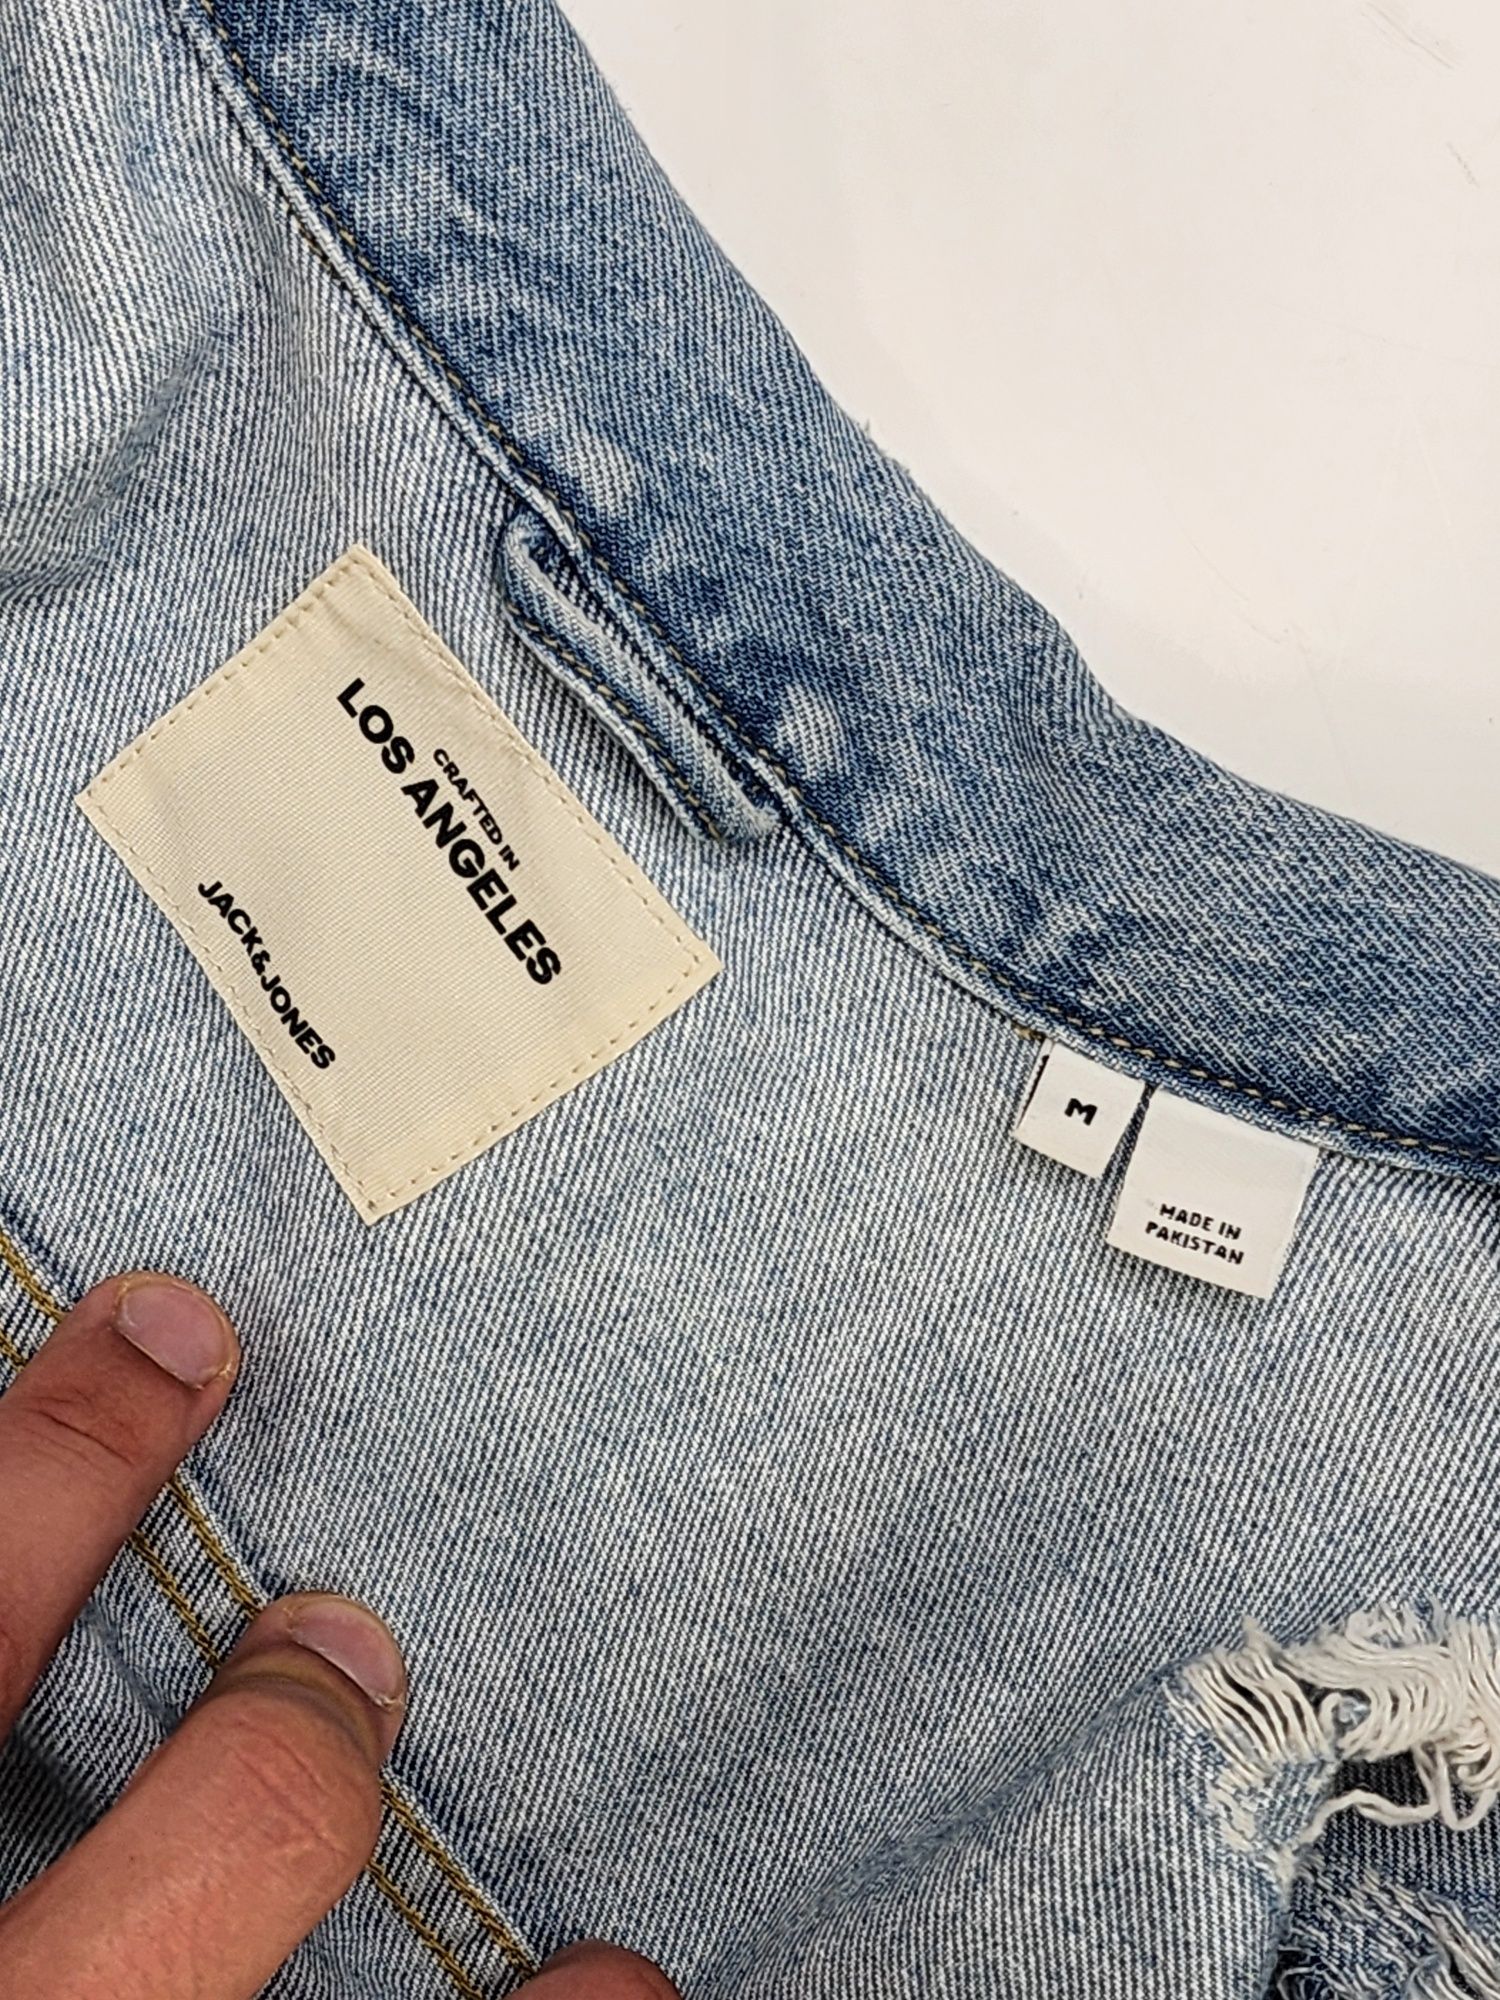 CRAFTED IN
LOS ANGELES
JACK&JONES
M
MADE IN
PAKISTAN